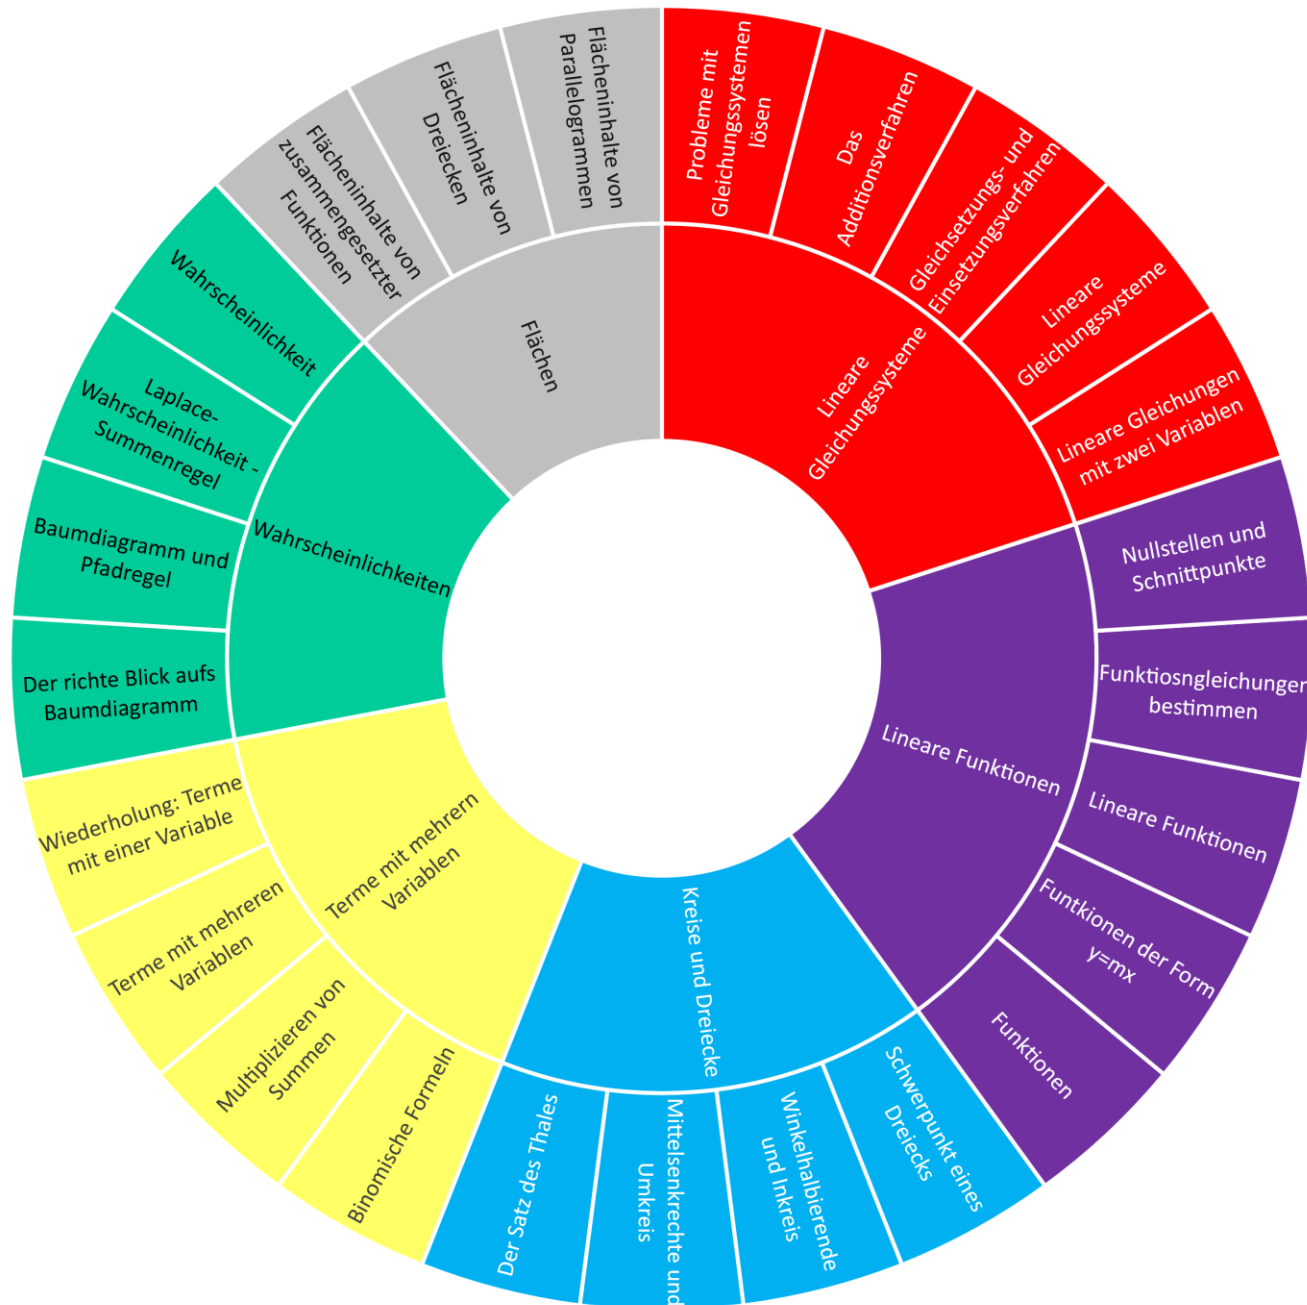 Probleme mit
Gleichungssystemen
lösen
Das
Additionsverfahren
Gleichsetzungs- und
Einsetzungsverfahren
Lineare
Gleichungssysteme
Lineare Gleichungen
mit zwei Variablen
Lineare
Gleichungssysteme
Nullstellen und
Schnittpunkte
Funktiosngleichungen
bestimmen
Lineare Funktionen
Funtkionen der Form
y=mx
Funktionen
Lineare Funktionen
Schwerpunkt eines
Dreiecks
Winkelhalbierende
und Inkreis
Mittelsenkrechte und
Umkreis
Der Satz des Thales
Kreise und Dreiecke
Binomische Formeln
Multiplizieren von
Summen
Terme mit mehreren
Variablen
Wiederholung: Terme
mit einer Variable
Terme mit mehrern
Variablen
Der richte Blick aufs
Baumdiagramm
Baumdiagramm und
Pfadregel
Laplace-
Wahrscheinlichkeit -
Summenregel
Wahrscheinlichkeit
Wahrscheinlichkeiten
Flächeninhalte von
zusammengesetzter
Funktionen
Flächeninhalte von
Dreiecken
Flächeninhalte von
Parallelogrammen
Flächen